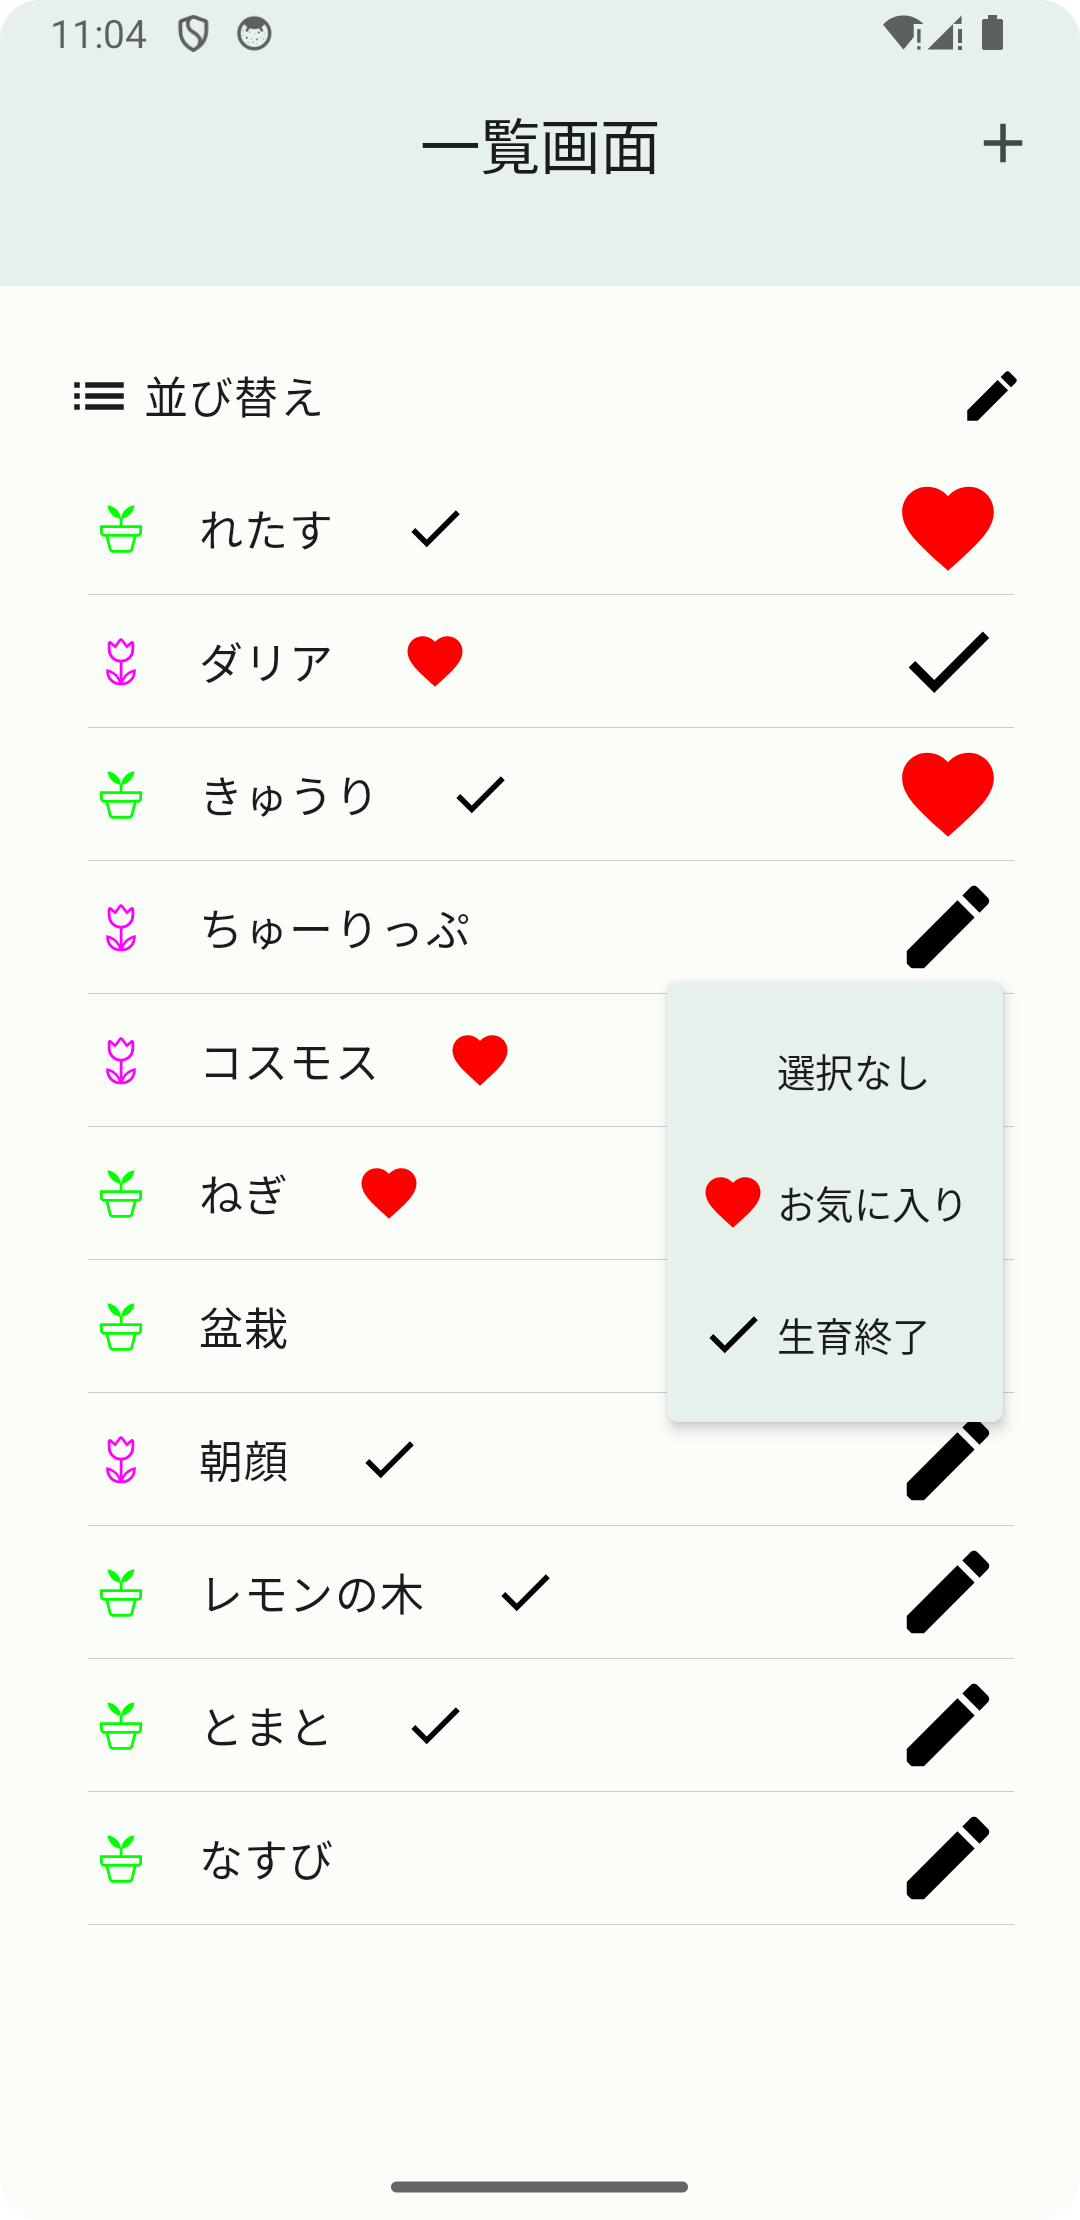 11:04
一覧画面
並び替え
れたす
ダリア
きゅうり
ちゅーりっぷ
コスモス
選択なし
ねぎ
お気に入り
盆栽
生育終了
朝顔
レモンの木
とまと
なすび